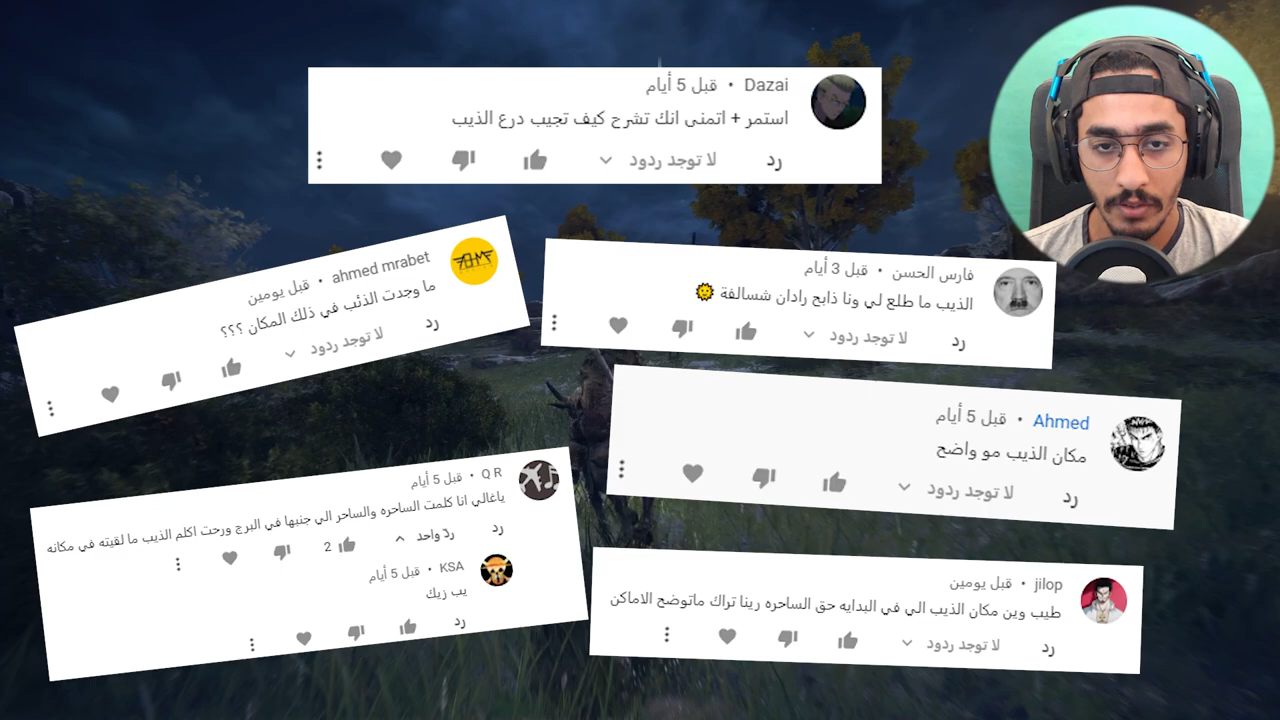 Dazai • قبل 5 أيام
استمر + اتمنى انك تشرح كيف تجيب درع الذيب
رد لا توجد ردود
ahmed mrabet • قبل يومين
ما وجدت الذئب في ذلك المكان ؟؟؟
رد لا توجد ردود
فارس الحسن • قبل 3 أيام
الذيب ما طلع لي ونا ذابح رادان شسالفة
رد لا توجد ردود
Ahmed • قبل 5 أيام
مكان الذيب مو واضح
رد لا توجد ردود
Q R • قبل 5 أيام
ياغالي انا كلمت الساحره والساحر الي جنبها في البرج ورحت اكلم الذيب ما لقيته في مكانه
رد ردّ واحد 2
KSA • قبل 5 أيام
يب زيك
رد
jilop • قبل يومين
طيب وين مكان الذيب الي في البدايه حق الساحره رينا تراك ماتوضح الاماكن
رد لا توجد ردود